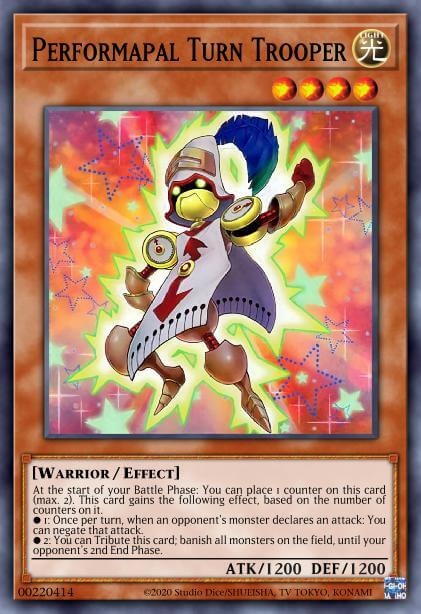 PERFORMAPAL TURN TROOPER
LIGHT
光
[WARRIOR / EFFECT]
At the start of your Battle Phase: You can place 1 counter on this card
(max. 2). This card gains the following effect, based on the number of
counters on it.
● 1: Once per turn, when an opponent's monster declares an attack: You
can negate that attack.
● 2: You can Tribute this card; banish all monsters on the field, until your
opponent's 2nd End Phase.
ATK/1200 DEF/1200
00220414
©2020 Studio Dice/SHUEISHA, TV TOKYO, KONAMI